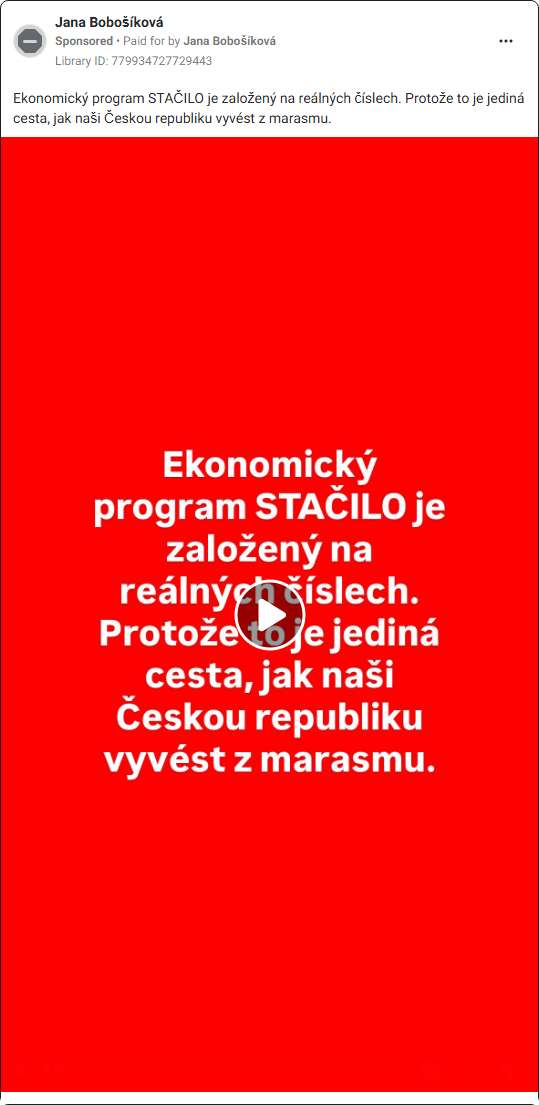 Jana Bobošíková
Sponsored • Paid for by Jana Bobošíková
Library ID: 779934727729443
Ekonomický program STAČILO je založený na reálných číslech. Protože to je jediná
cesta, jak naši Českou republiku vyvést z marasmu.
Ekonomický
program STAČILO je
založený na
reálných číslech.
Protože to je jediná
cesta, jak naši
Českou republiku
vyvést z marasmu.